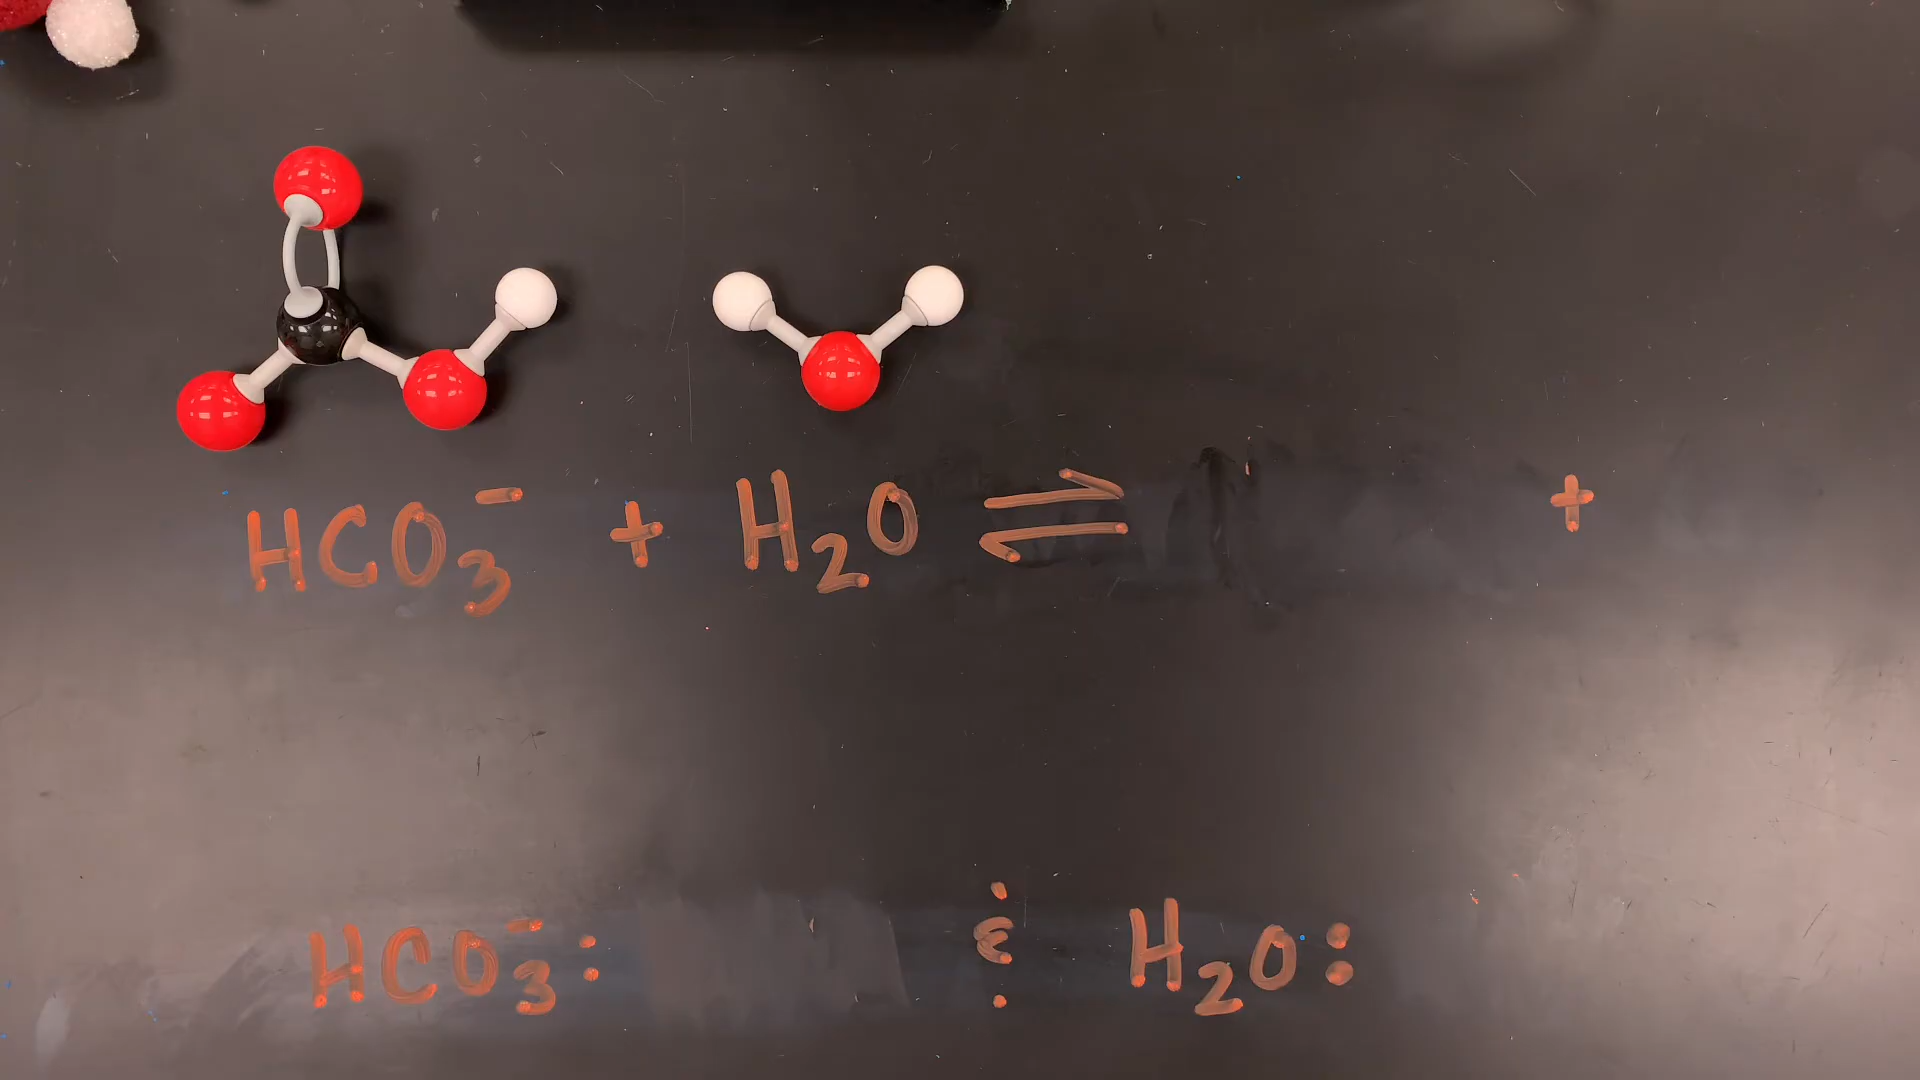 HCO₃⁻ + H₂O ⇌ +
HCO₃⁻: & H₂O: